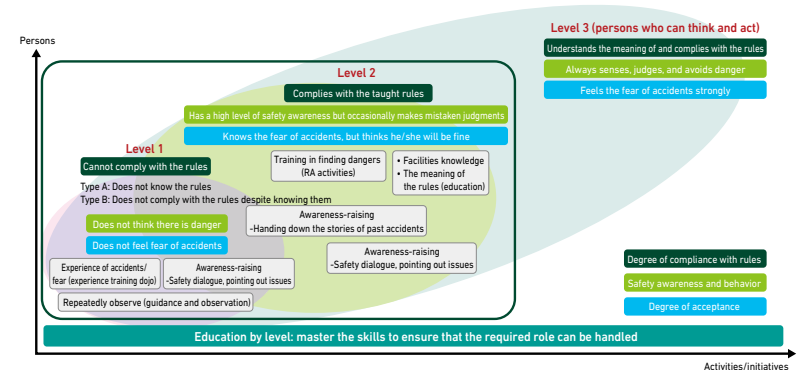 Persons
Level 3 (persons who can think and act)
Understands the meaning of and complies with the rules
Always senses, judges, and avoids danger
Feels the fear of accidents strongly
Level 2
Complies with the taught rules
Has a high level of safety awareness but occasionally makes mistaken judgments
Knows the fear of accidents, but thinks he/she will be fine
Training in finding dangers
(RA activities)
• Facilities knowledge
• The meaning of
the rules (education)
Level 1
Cannot comply with the rules
Type A: Does not know the rules
Type B: Does not comply with the rules despite knowing them
Does not think there is danger
Does not feel fear of accidents
Awareness-raising
-Handing down the stories of past accidents
Awareness-raising
-Safety dialogue, pointing out issues
Experience of accidents/
fear (experience training dojo)
Awareness-raising
-Safety dialogue, pointing out issues
Repeatedly observe (guidance and observation)
Degree of compliance with rules
Safety awareness and behavior
Degree of acceptance
Education by level: master the skills to ensure that the required role can be handled
Activities/initiatives